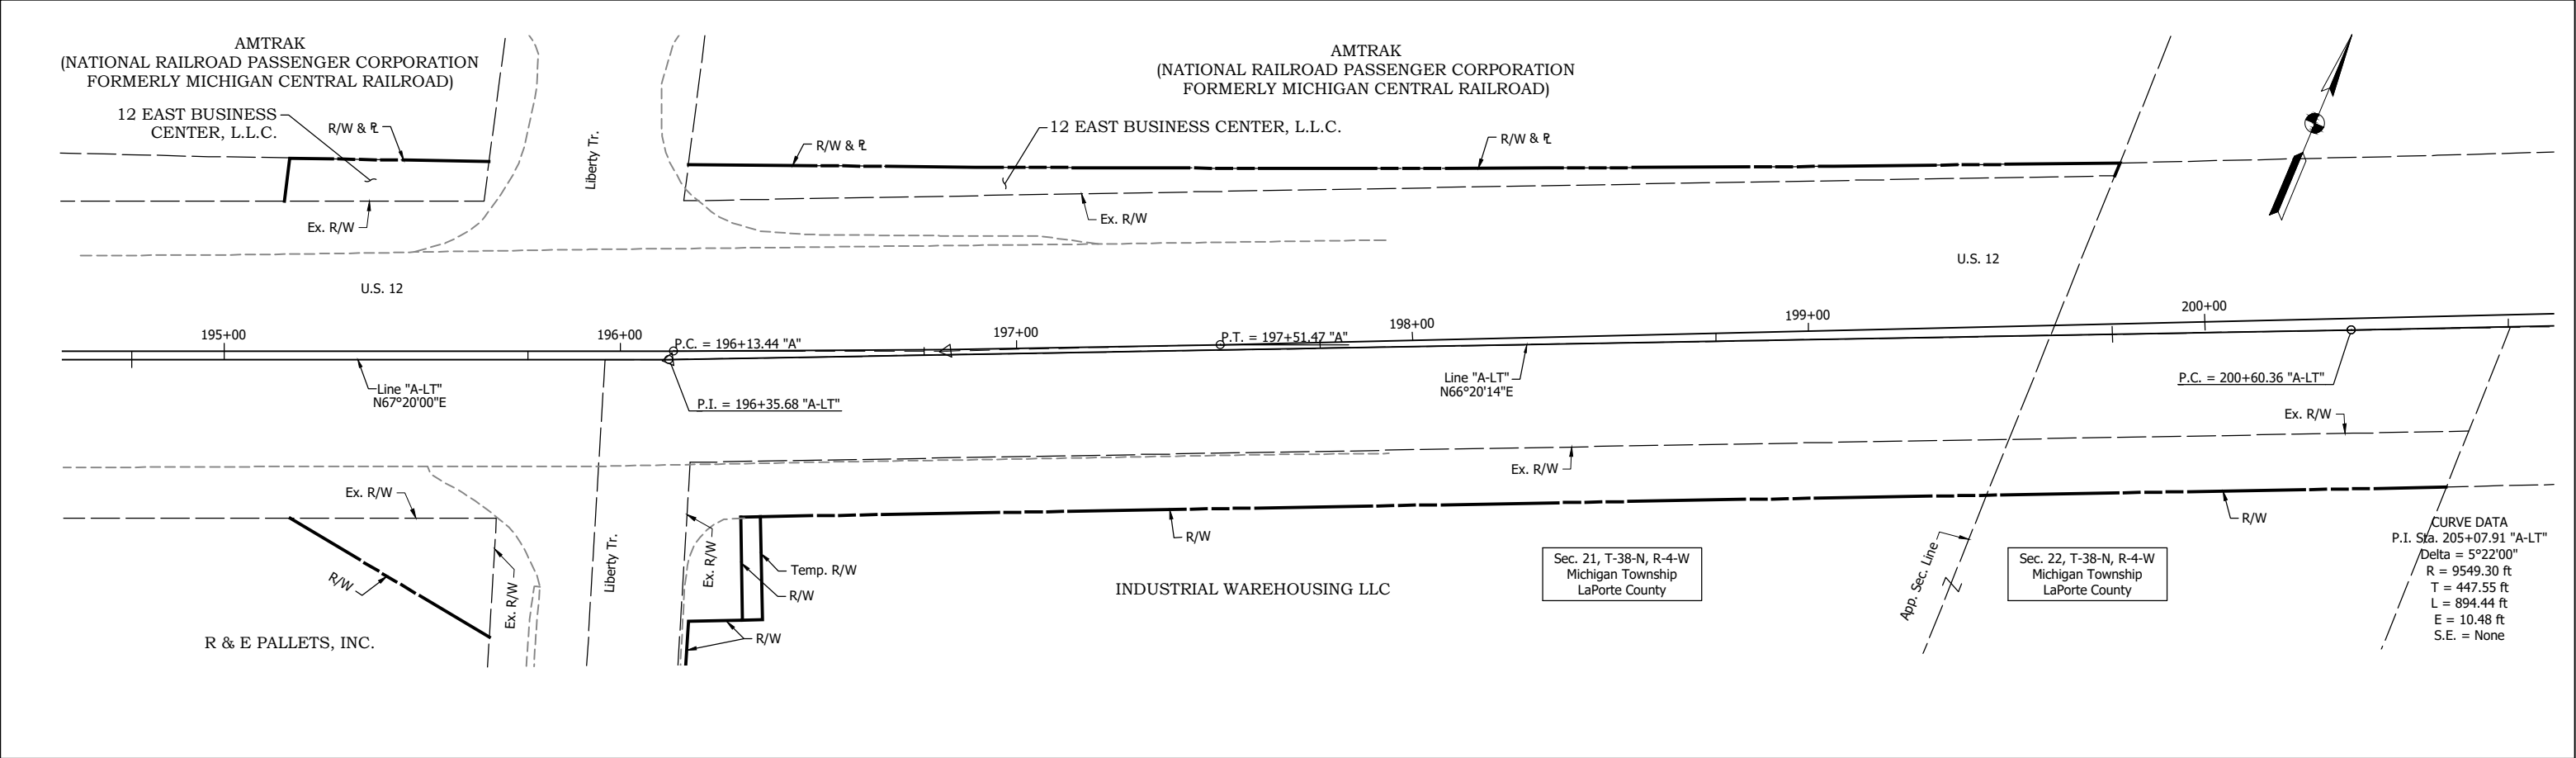 AMTRAK
(NATIONAL RAILROAD PASSENGER CORPORATION
FORMERLY MICHIGAN CENTRAL RAILROAD)
12 EAST BUSINESS
CENTER, L.L.C.
R/W & ℄
Ex. R/W
Liberty Tr.
AMTRAK
(NATIONAL RAILROAD PASSENGER CORPORATION
FORMERLY MICHIGAN CENTRAL RAILROAD)
R/W & ℄
12 EAST BUSINESS CENTER, L.L.C.
R/W & ℄
Ex. R/W
U.S. 12
U.S. 12
195+00
196+00
197+00
198+00
199+00
200+00
P.C. = 196+13.44 "A"
P.T. = 197+51.47 "A"
Line "A-LT"
N67°20'00"E
P.I. = 196+35.68 "A-LT"
Line "A-LT"
N66°20'14"E
P.C. = 200+60.36 "A-LT"
Ex. R/W
Ex. R/W
Ex. R/W
R/W
Ex. R/W
R & E PALLETS, INC.
Liberty Tr.
Ex. R/W
Temp. R/W
R/W
R/W
R/W
INDUSTRIAL WAREHOUSING LLC
Sec. 21, T-38-N, R-4-W
Michigan Township
LaPorte County
App. Sec. Line
Sec. 22, T-38-N, R-4-W
Michigan Township
LaPorte County
R/W
CURVE DATA
P.I. Sta. 205+07.91 "A-LT"
Delta = 5°22'00"
R = 9549.30 ft
T = 447.55 ft
L = 894.44 ft
E = 10.48 ft
S.E. = None